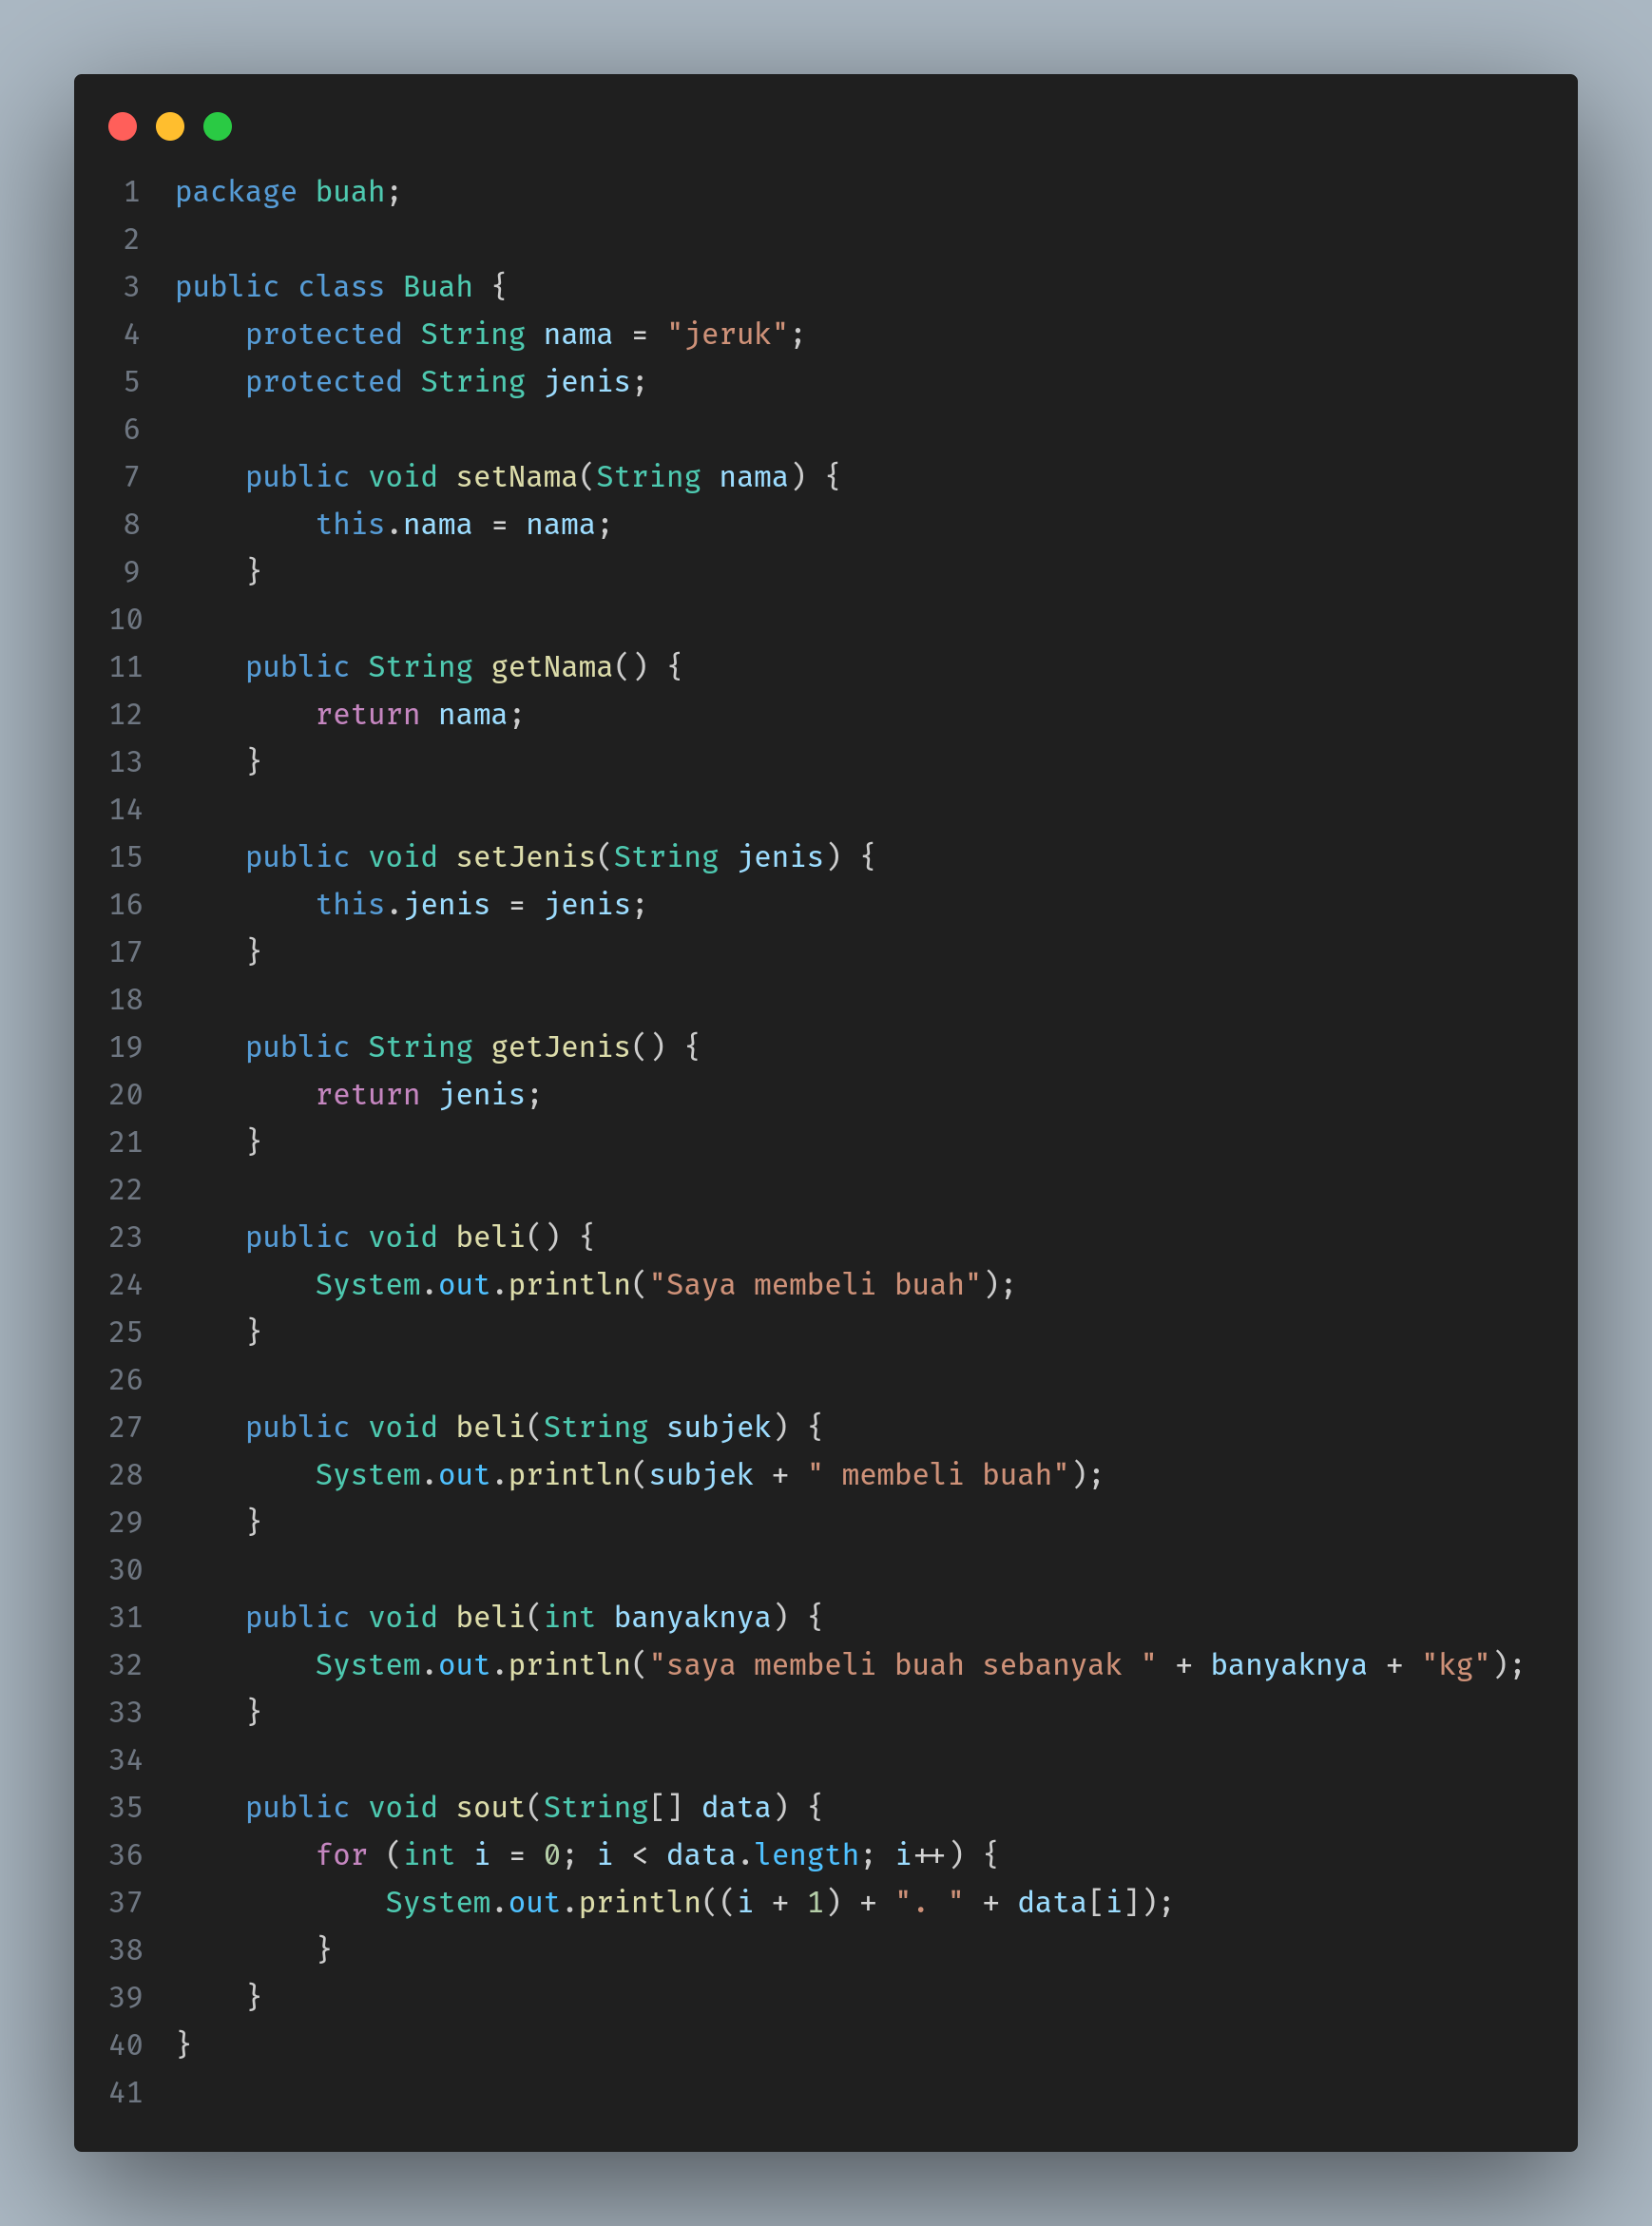 1 package buah;
2
3 public class Buah {
4     protected String nama = "jeruk";
5     protected String jenis;
6
7     public void setNama(String nama) {
8         this.nama = nama;
9     }
10
11     public String getNama() {
12         return nama;
13     }
14
15     public void setJenis(String jenis) {
16         this.jenis = jenis;
17     }
18
19     public String getJenis() {
20         return jenis;
21     }
22
23     public void beli() {
24         System.out.println("Saya membeli buah");
25     }
26
27     public void beli(String subjek) {
28         System.out.println(subjek + " membeli buah");
29     }
30
31     public void beli(int banyaknya) {
32         System.out.println("saya membeli buah sebanyak " + banyaknya + "kg");
33     }
34
35     public void sout(String[] data) {
36         for (int i = 0; i < data.length; i++) {
37             System.out.println((i + 1) + ". " + data[i]);
38         }
39     }
40 }
41